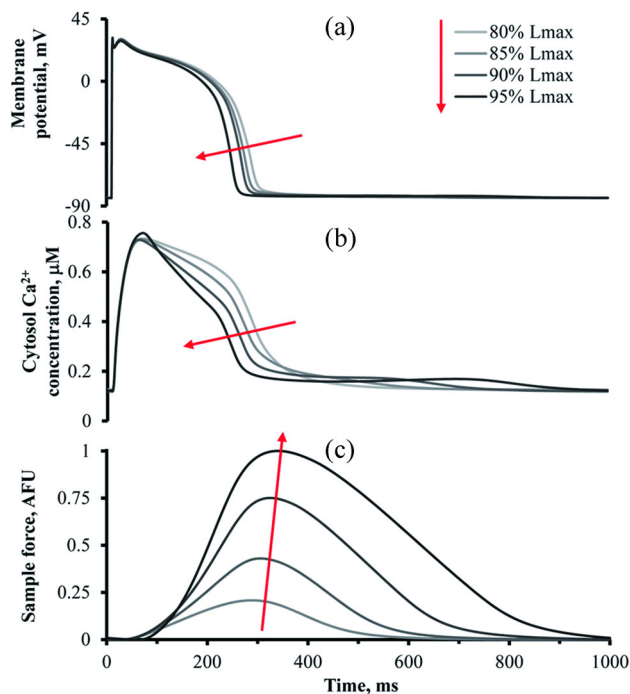 (a)
80% Lmax
85% Lmax
90% Lmax
95% Lmax
Membrane
potential, mV
45
0
-45
-90
(b)
Cytosol Ca²⁺
concentration, µM
0.8
0.6
0.4
0.2
0
(c)
Sample force, AFU
1
0.75
0.5
0.25
0
0
200
400
600
800
1000
Time, ms